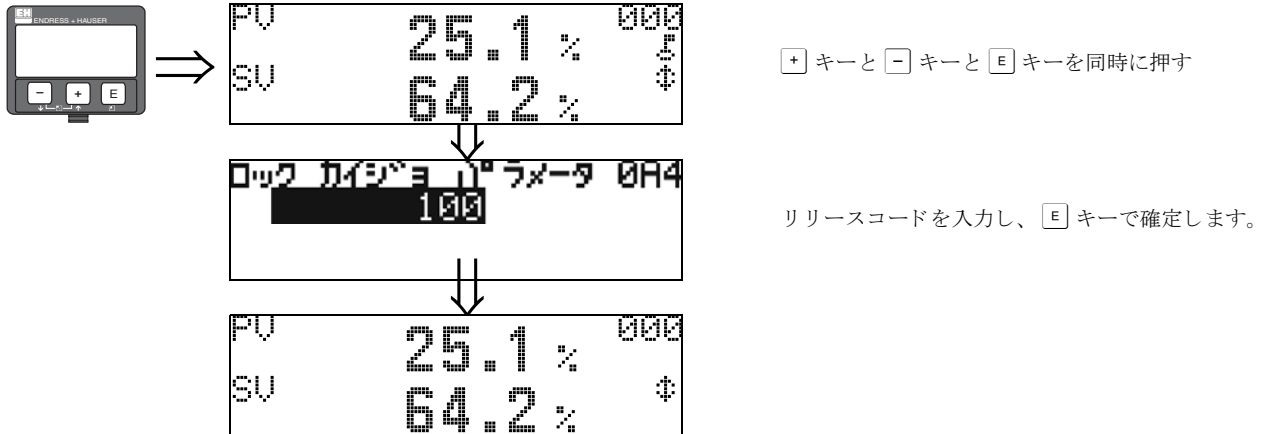 EH ENDRESS + HAUSER
− + E
PV 25.1 % 000
SV 64.2 %
+ キーと − キーと E キーを同時に押す
ロック カイジョ パラメータ 0A4
100
リリースコードを入力し、 E キーで確定します。
PV 25.1 % 000
SV 64.2 %